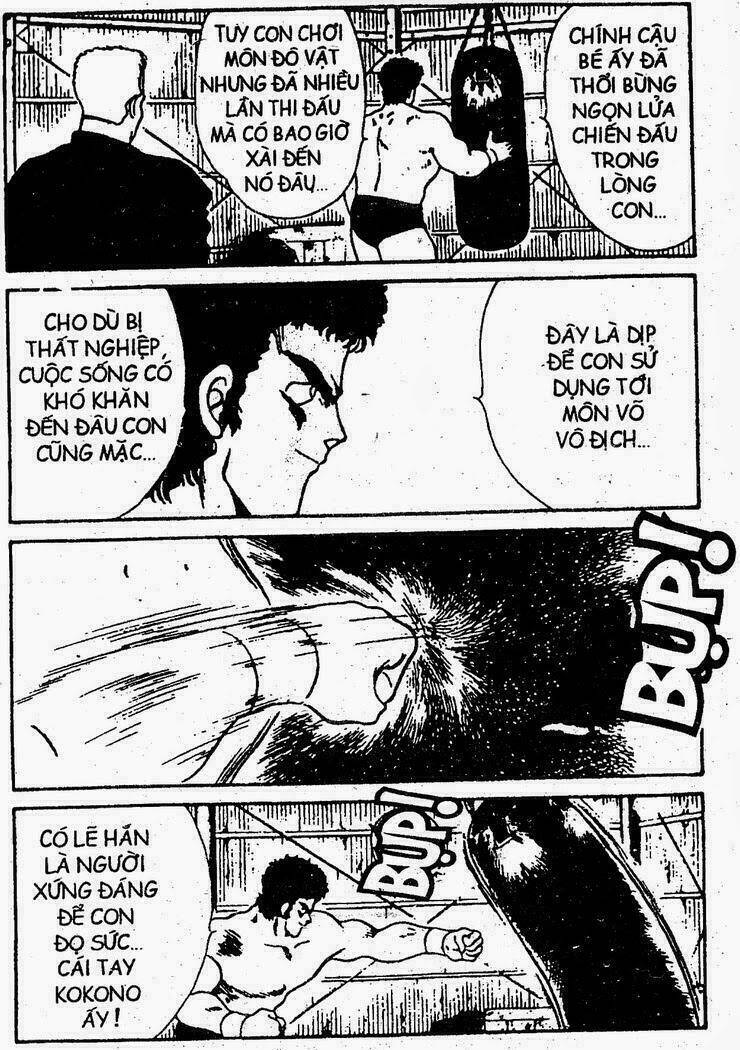 CHÍNH CẬU
BÉ ẤY ĐÃ
THỔI BÙNG
NGỌN LỬA
CHIẾN ĐẤU
TRONG
LÒNG
CON...
TUY CON CHƠI
MÔN ĐÔ VẬT
NHƯNG ĐÃ NHIỀU
LẦN THI ĐẤU
MÀ CÓ BAO GIỜ
XÀI ĐẾN
NÓ ĐÂU...
ĐÂY LÀ DỊP
ĐỂ CON SỬ
DỤNG TỚI
MÔN VÕ
VÔ ĐỊCH...
CHO DÙ BỊ
THẤT NGHIỆP,
CUỘC SỐNG CÓ
KHÓ KHĂN
ĐẾN ĐÂU CON
CŨNG MẶC...
BỤP!
BỤP!
CÓ LẼ HẮN
LÀ NGƯỜI
XỨNG ĐÁNG
ĐỂ CON
ĐỌ SỨC...
CÁI TAY
KOKONO
ẤY!